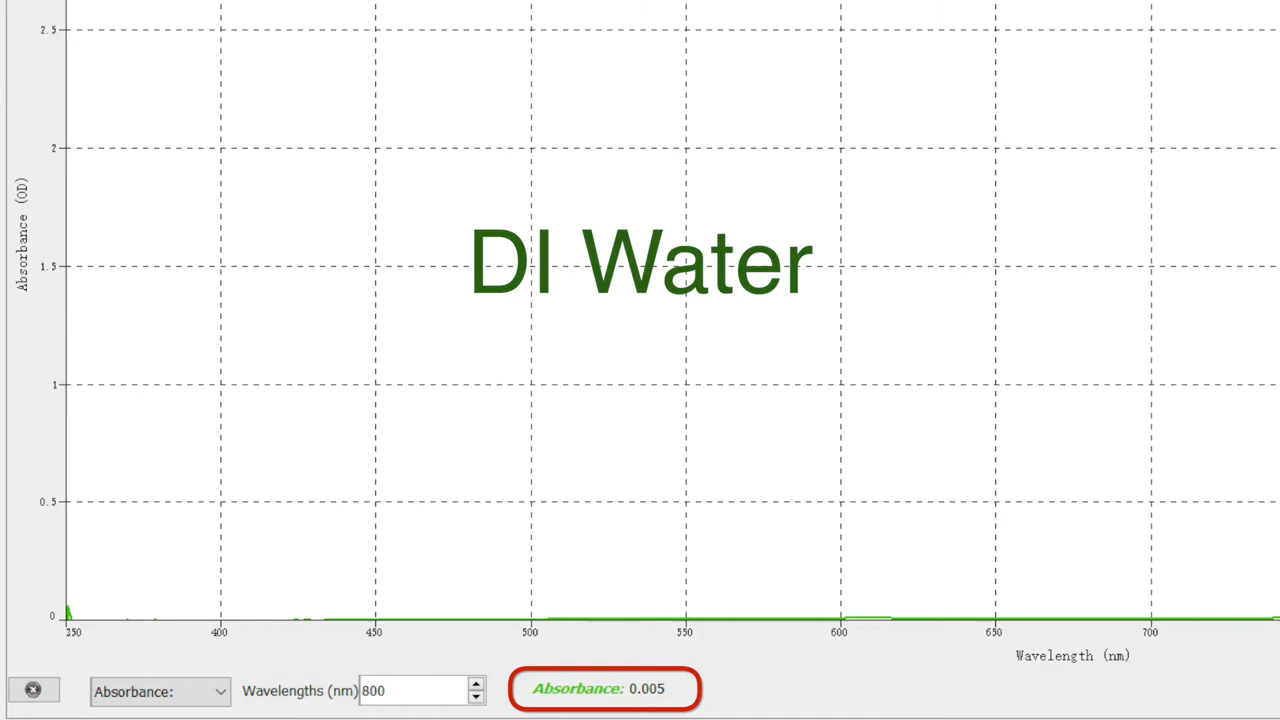 2.5
2
1.5
1
0.5
0
Absorbance (OD)
DI Water
250 400 450 500 550 600 650 700
Wavelength (nm)
Absorbance: Wavelengths (nm) 800 Absorbance: 0.005